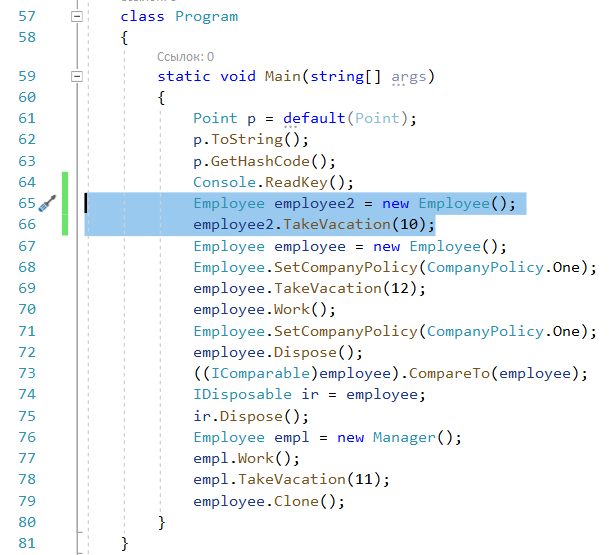 57 class Program
58 {
Ссылок: 0
59 static void Main(string[] args)
60 {
61 Point p = default(Point);
62 p.ToString();
63 p.GetHashCode();
64 Console.ReadKey();
65 Employee employee2 = new Employee();
66 employee2.TakeVacation(10);
67 Employee employee = new Employee();
68 Employee.SetCompanyPolicy(CompanyPolicy.One);
69 employee.TakeVacation(12);
70 employee.Work();
71 Employee.SetCompanyPolicy(CompanyPolicy.One);
72 employee.Dispose();
73 ((IComparable)employee).CompareTo(employee);
74 IDisposable ir = employee;
75 ir.Dispose();
76 Employee empl = new Manager();
77 empl.Work();
78 empl.TakeVacation(11);
79 employee.Clone();
80 }
81 }